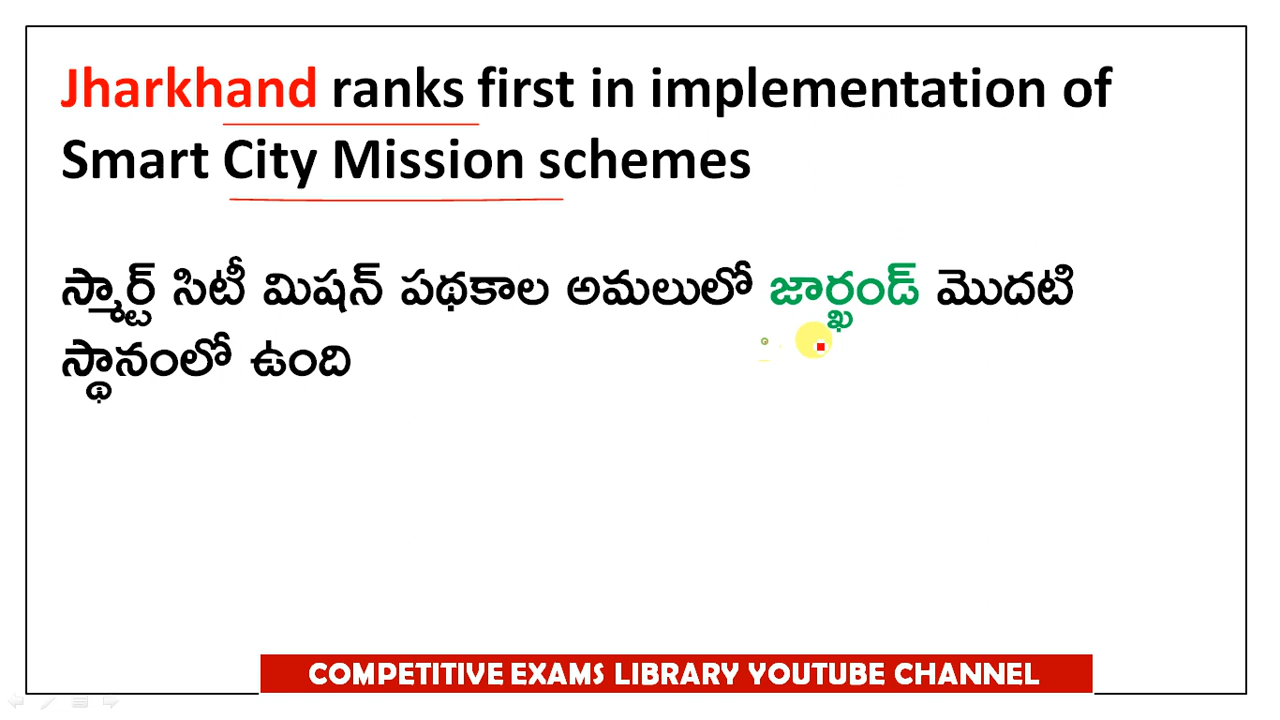 Jharkhand ranks first in implementation of
Smart City Mission schemes
స్మార్ట్ సిటీ మిషన్ పథకాల అమలులో జార్ఖండ్ మొదటి
స్థానంలో ఉంది
COMPETITIVE EXAMS LIBRARY YOUTUBE CHANNEL